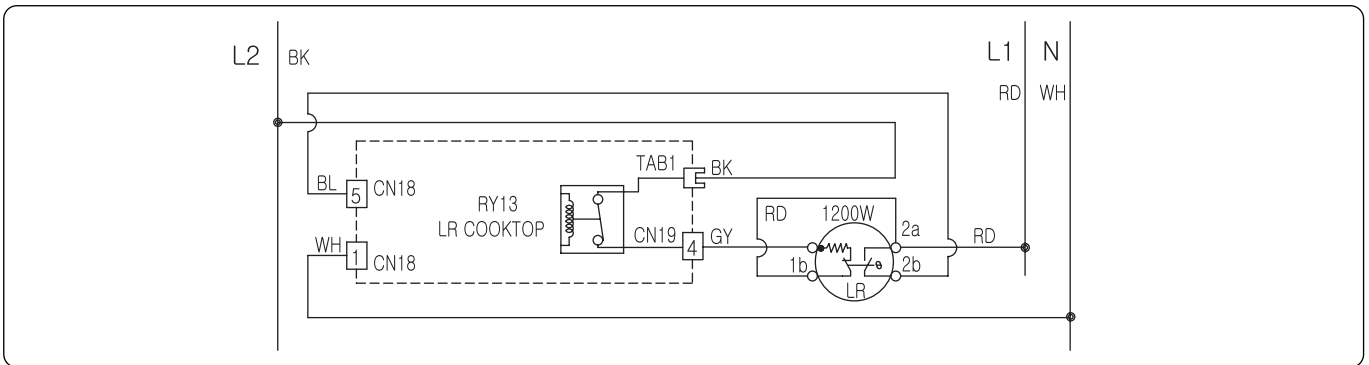 L2 BK
L1 N
RD WH
TAB1 BK
BL 5 CN18
RY13
LR COOKTOP
CN19 4 GY
RD 1200W
2a
RD
WH 1 CN18
1b 2b
θ
LR